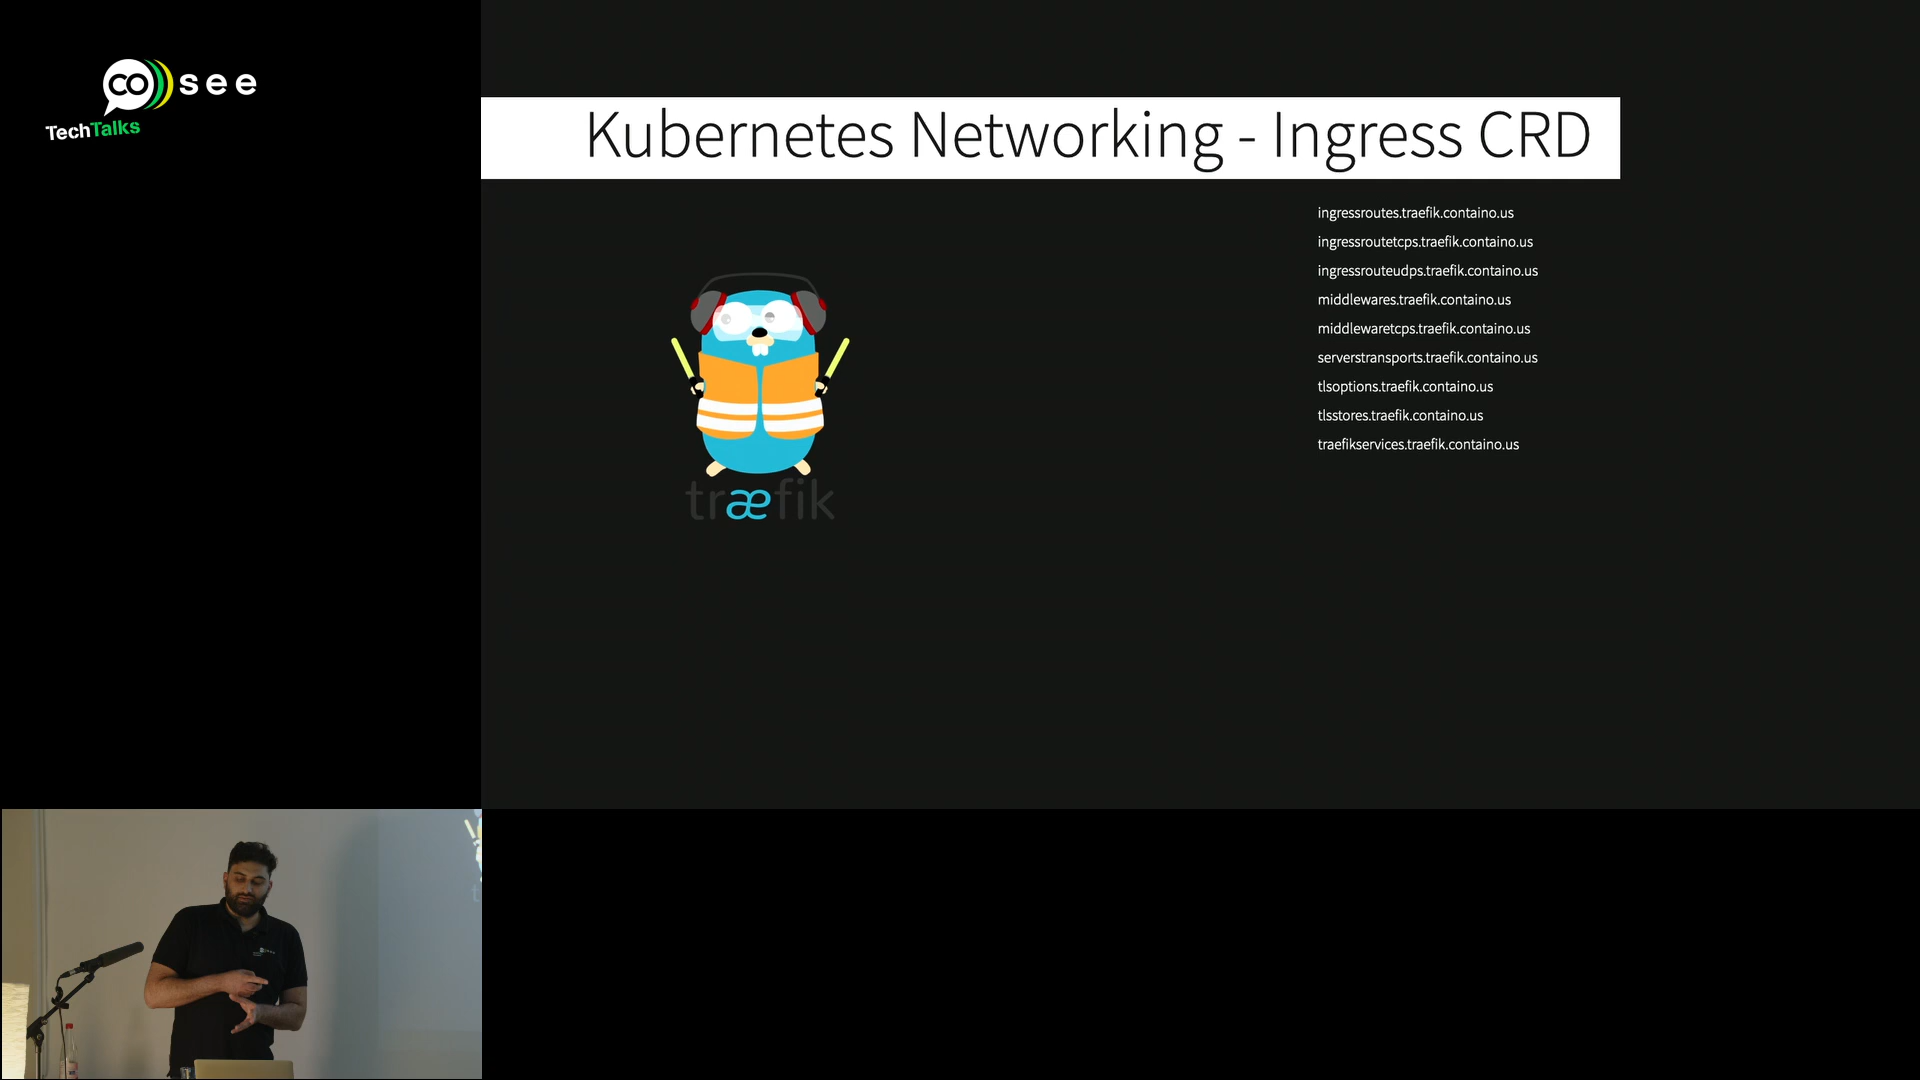 co see
TechTalks
Kubernetes Networking - Ingress CRD
ingressroutes.traefik.containo.us
ingressroutetcps.traefik.containo.us
ingressrouteudps.traefik.containo.us
middlewares.traefik.containo.us
middlewaretcps.traefik.containo.us
serverstransports.traefik.containo.us
tlsoptions.traefik.containo.us
tlsstores.traefik.containo.us
traefikservices.traefik.containo.us
træfik